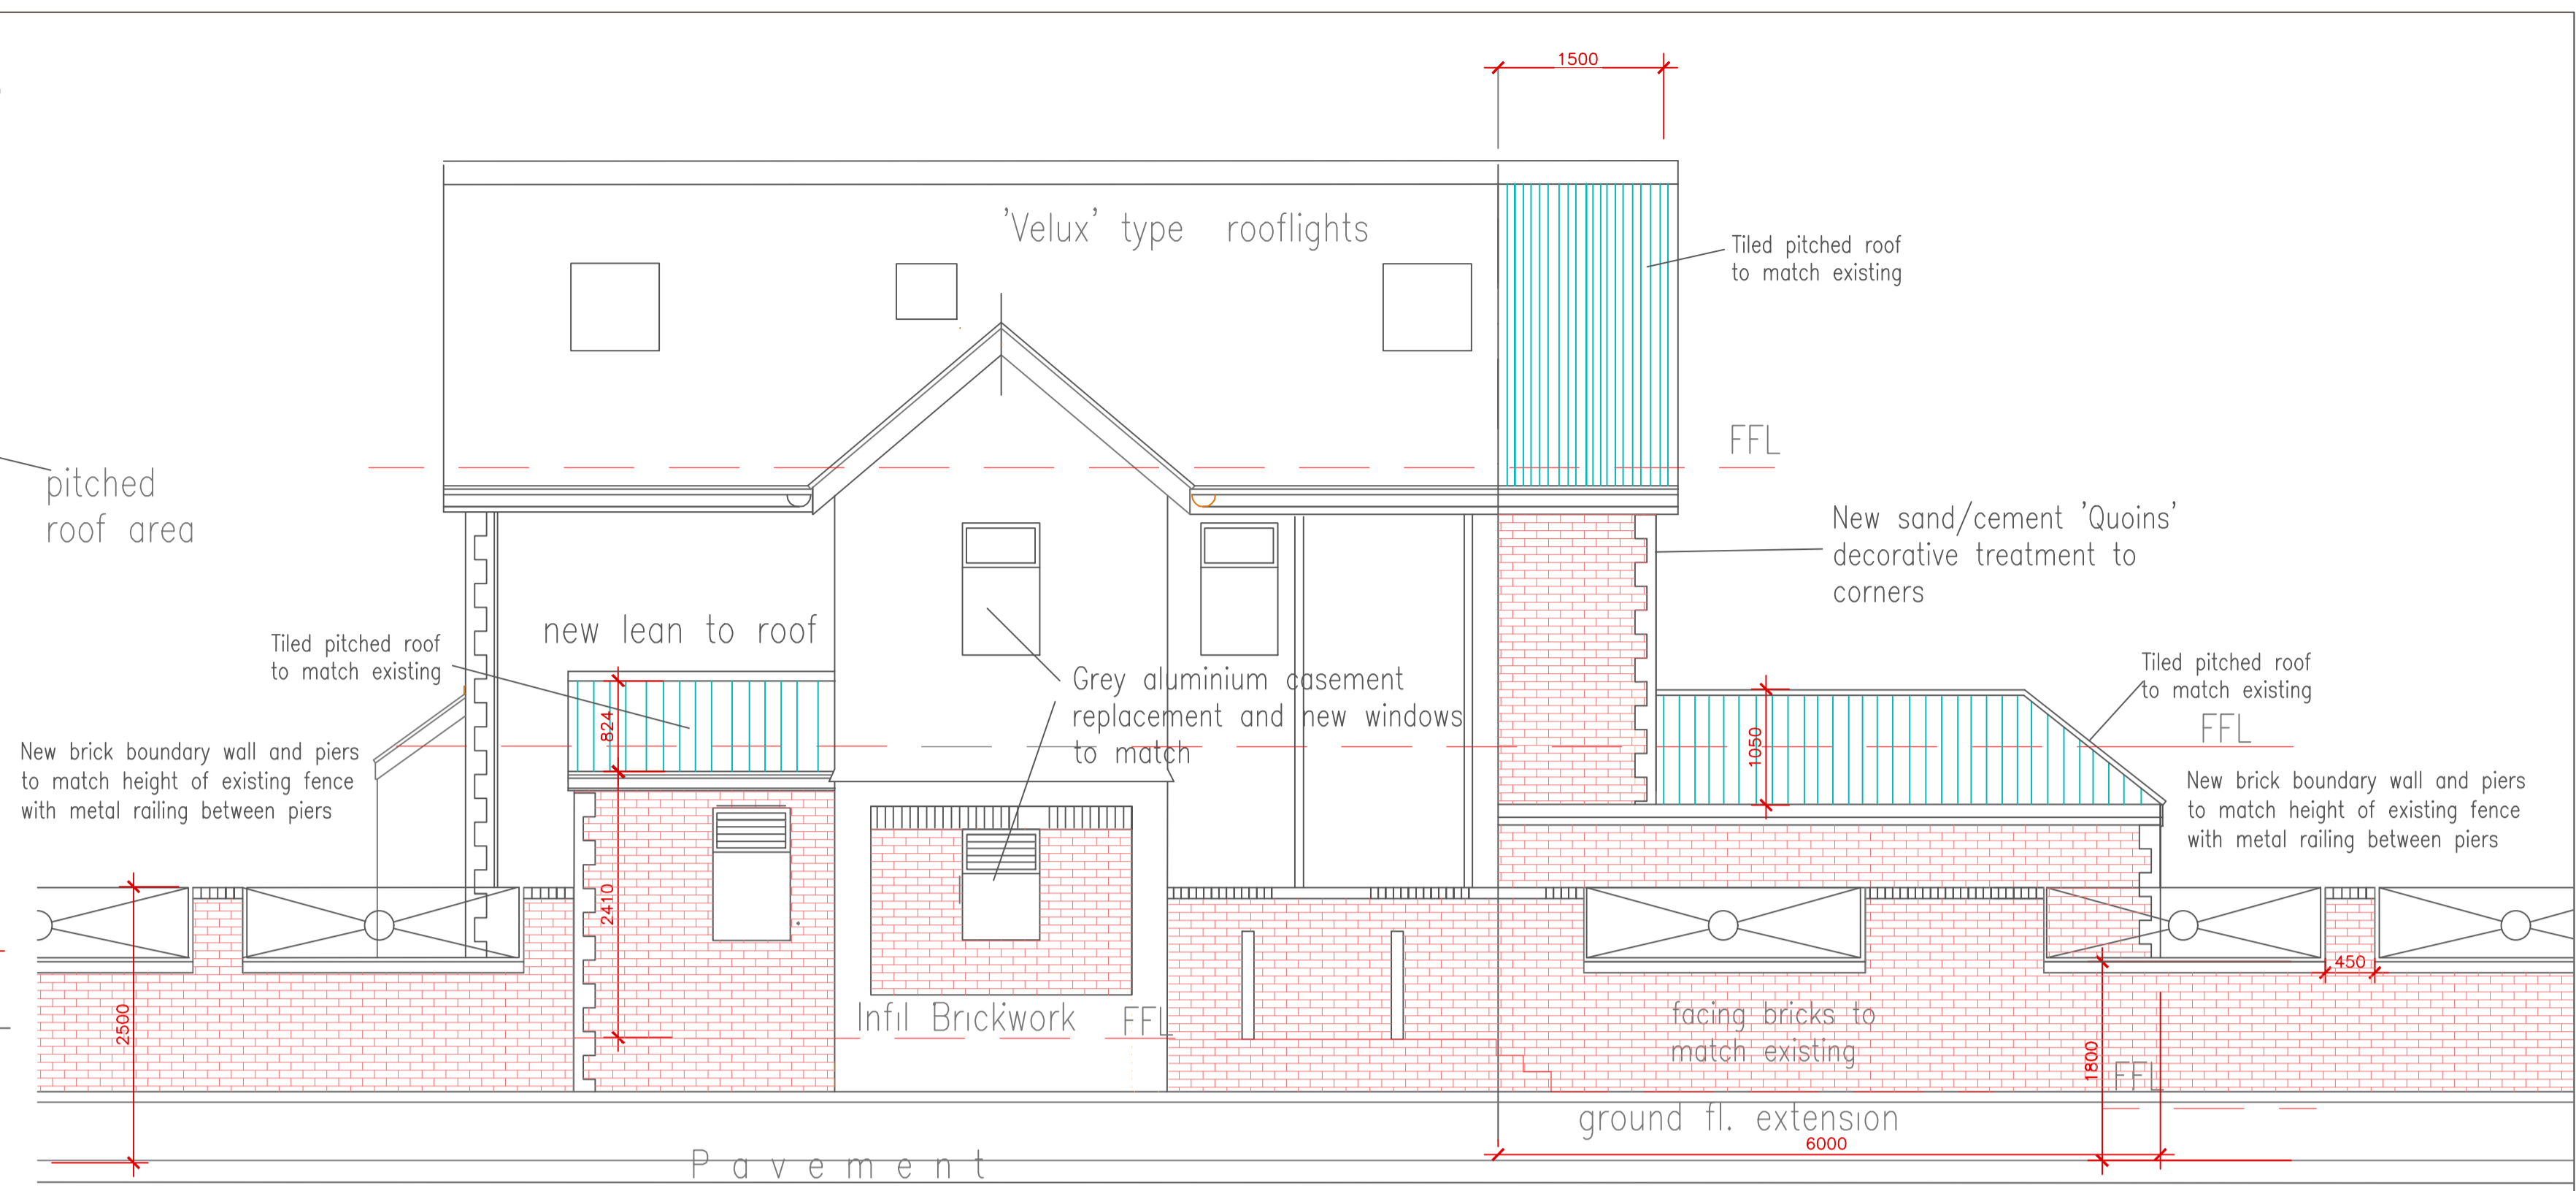 1500
'Velux' type rooflights
Tiled pitched roof
to match existing
FFL
pitched
roof area
New sand/cement 'Quoins'
decorative treatment to
corners
new lean to roof
Tiled pitched roof
to match existing
Grey aluminium casement
replacement and new windows
to match
824
1050
Tiled pitched roof
to match existing
FFL
New brick boundary wall and piers
to match height of existing fence
with metal railing between piers
New brick boundary wall and piers
to match height of existing fence
with metal railing between piers
2410
450
2500
Infil Brickwork
FFL
facing bricks to
match existing
1800
FFL
ground fl. extension
6000
Pavement